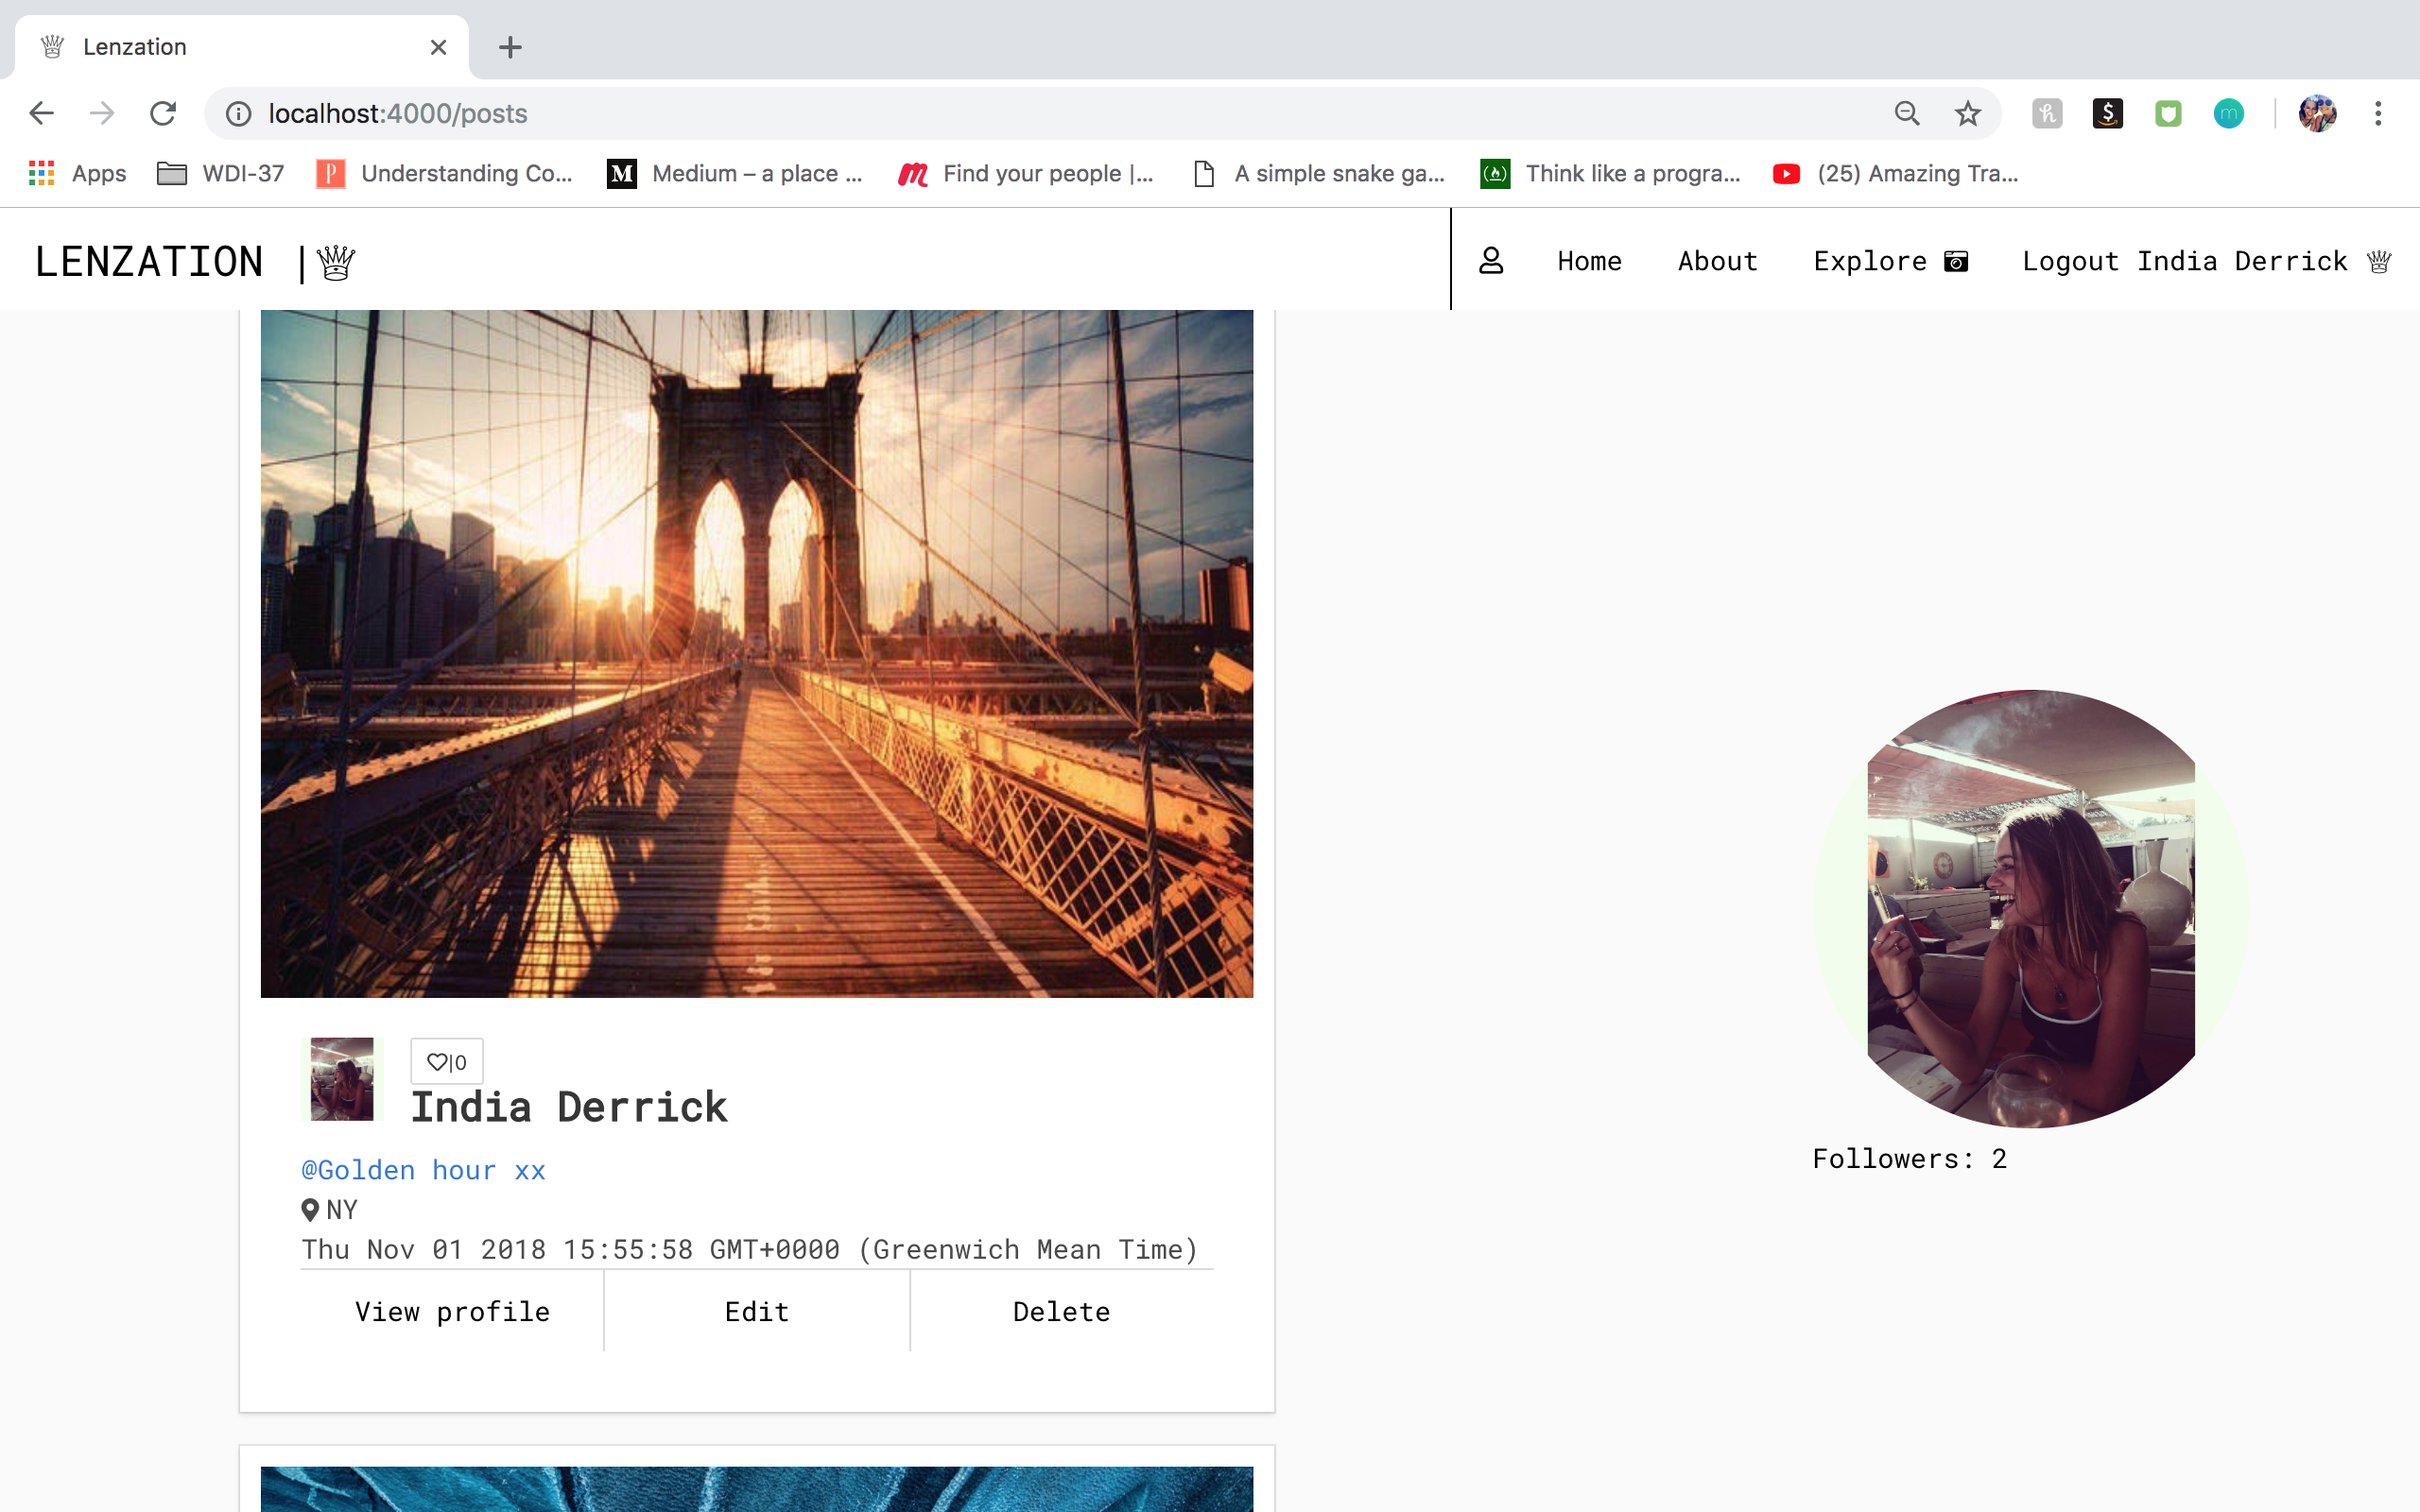 Lenzation
localhost:4000/posts
Apps WDI-37 Understanding Co... Medium – a place ... Find your people |... A simple snake ga... Think like a progra... (25) Amazing Tra...
LENZATION | Home About Explore Logout India Derrick
|0
India Derrick
@Golden hour xx
NY
Thu Nov 01 2018 15:55:58 GMT+0000 (Greenwich Mean Time)
View profile Edit Delete
Followers: 2